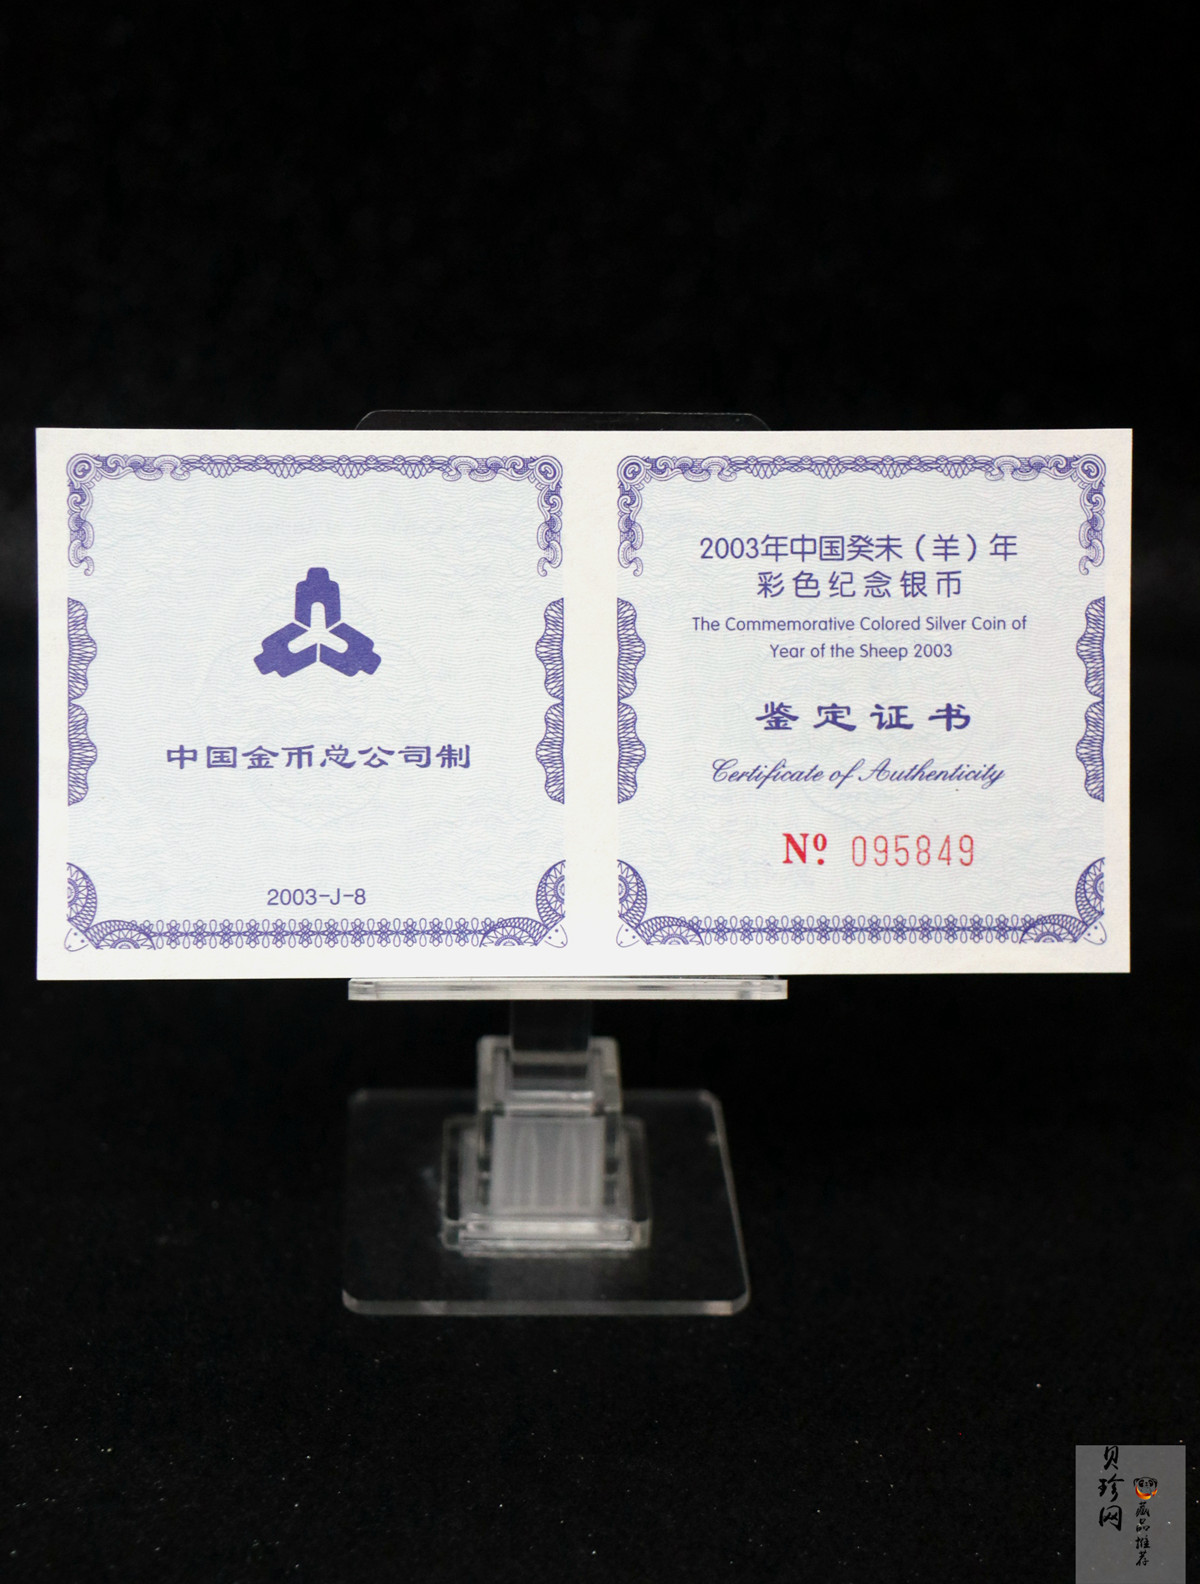 中国金币总公司制
2003-J-8
2003年中国癸未（羊）年
彩色纪念银币
The Commemorative Colored Silver Coin of
Year of the Sheep 2003
鉴定证书
Certificate of Authenticity
Nº 095849
贝珍网
藏品推荐